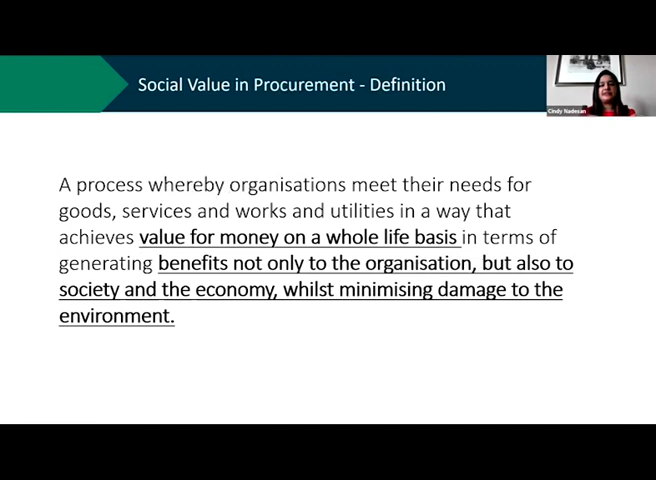 Social Value in Procurement - Definition
Cindy Nadesan
A process whereby organisations meet their needs for
goods, services and works and utilities in a way that
achieves value for money on a whole life basis in terms of
generating benefits not only to the organisation, but also to
society and the economy, whilst minimising damage to the
environment.